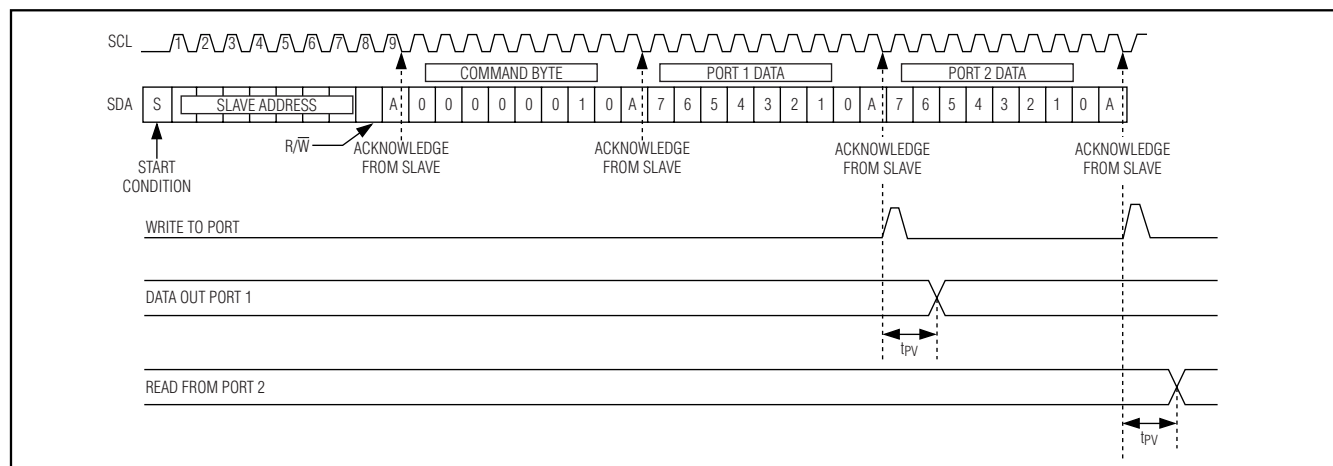 SCL 1 2 3 4 5 6 7 8 9
COMMAND BYTE PORT 1 DATA PORT 2 DATA
SDA S SLAVE ADDRESS A 0 0 0 0 0 0 1 0 A 7 6 5 4 3 2 1 0 A 7 6 5 4 3 2 1 0 A
R/W̅ ACKNOWLEDGE ACKNOWLEDGE ACKNOWLEDGE ACKNOWLEDGE
START FROM SLAVE FROM SLAVE FROM SLAVE FROM SLAVE
CONDITION
WRITE TO PORT
DATA OUT PORT 1
tPV
READ FROM PORT 2
tPV